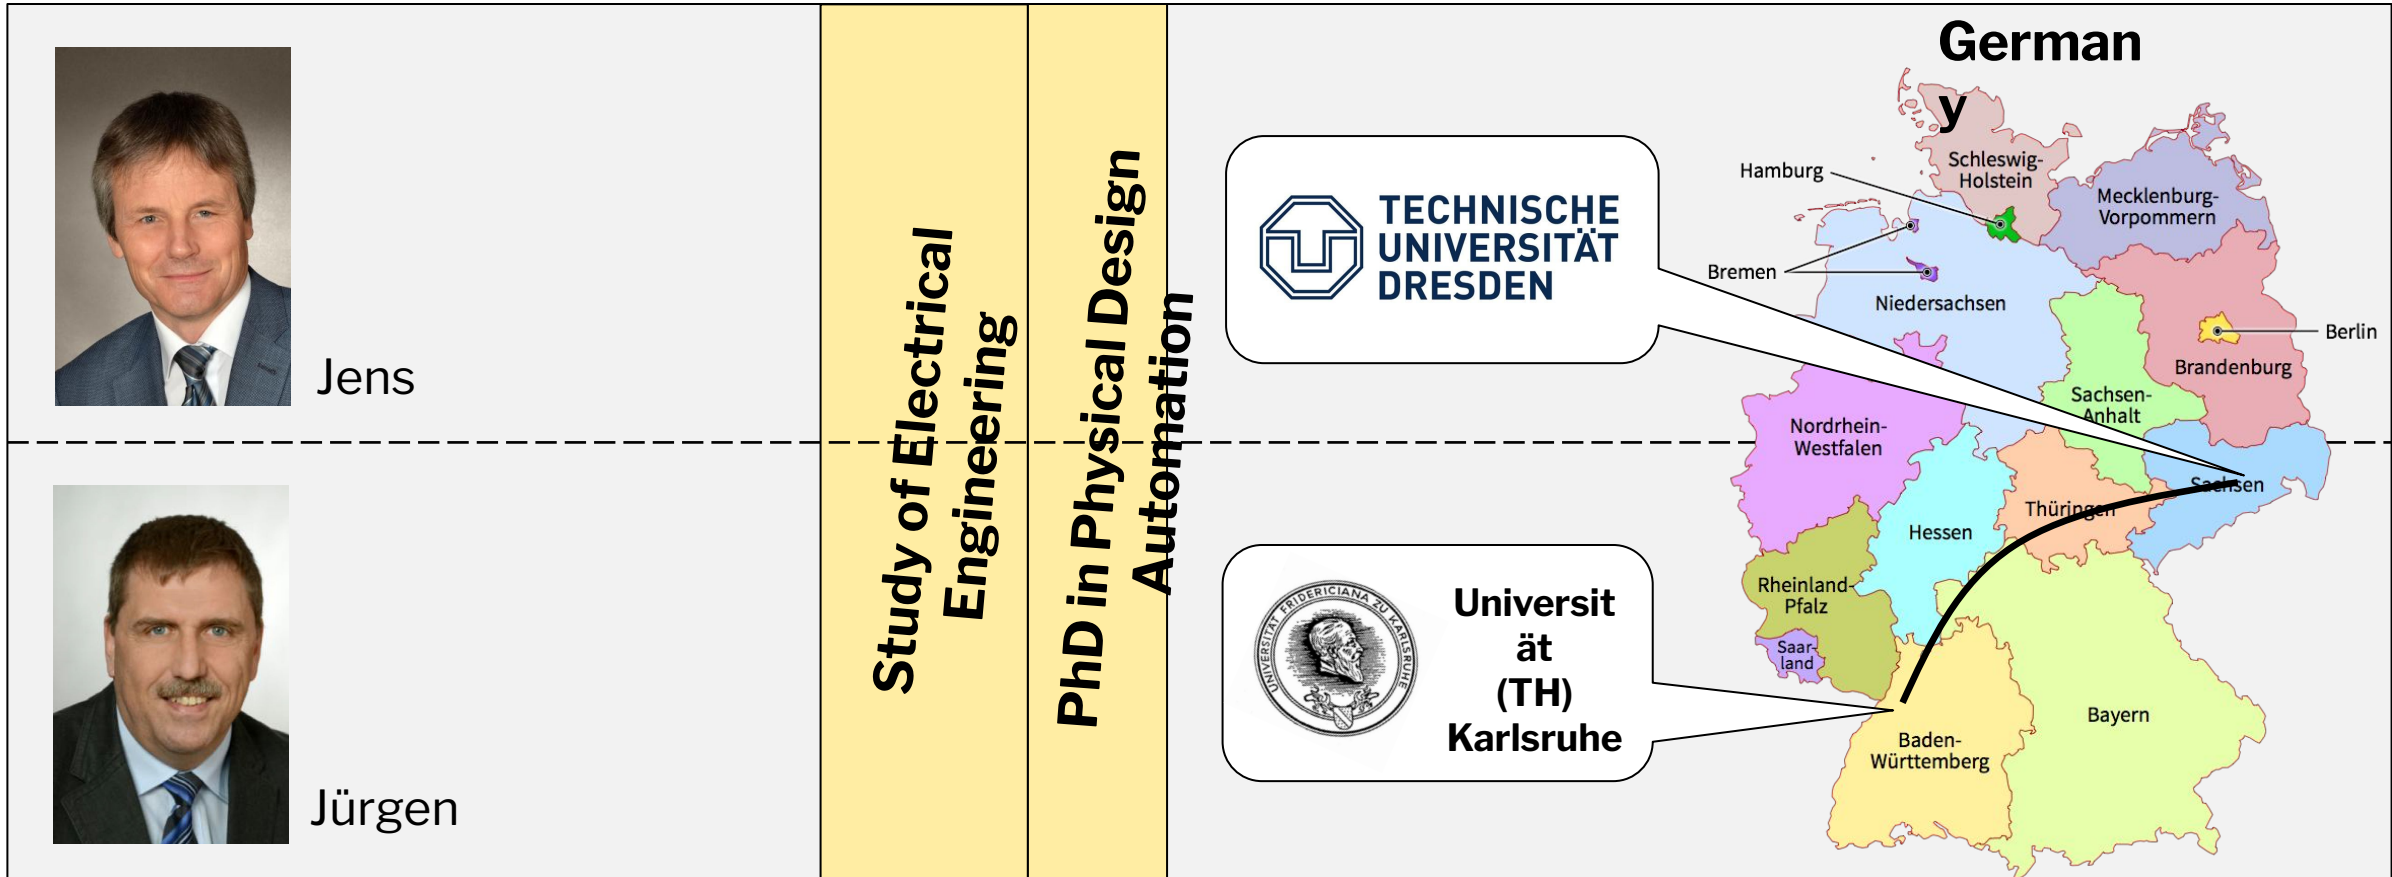 Jens
Jürgen
Study of Electrical
Engineering
PhD in Physical Design
Automation
TECHNISCHE
UNIVERSITÄT
DRESDEN
UNIVERSITÄT FRIDERICIANA ZU KARLSRUHE
Universit
ät
(TH)
Karlsruhe
German
y
Schleswig-
Holstein
Hamburg
Mecklenburg-
Vorpommern
Bremen
Niedersachsen
Berlin
Brandenburg
Sachsen-
Anhalt
Nordrhein-
Westfalen
Sachsen
Thüringen
Hessen
Rheinland-
Pfalz
Saar-
land
Bayern
Baden-
Württemberg